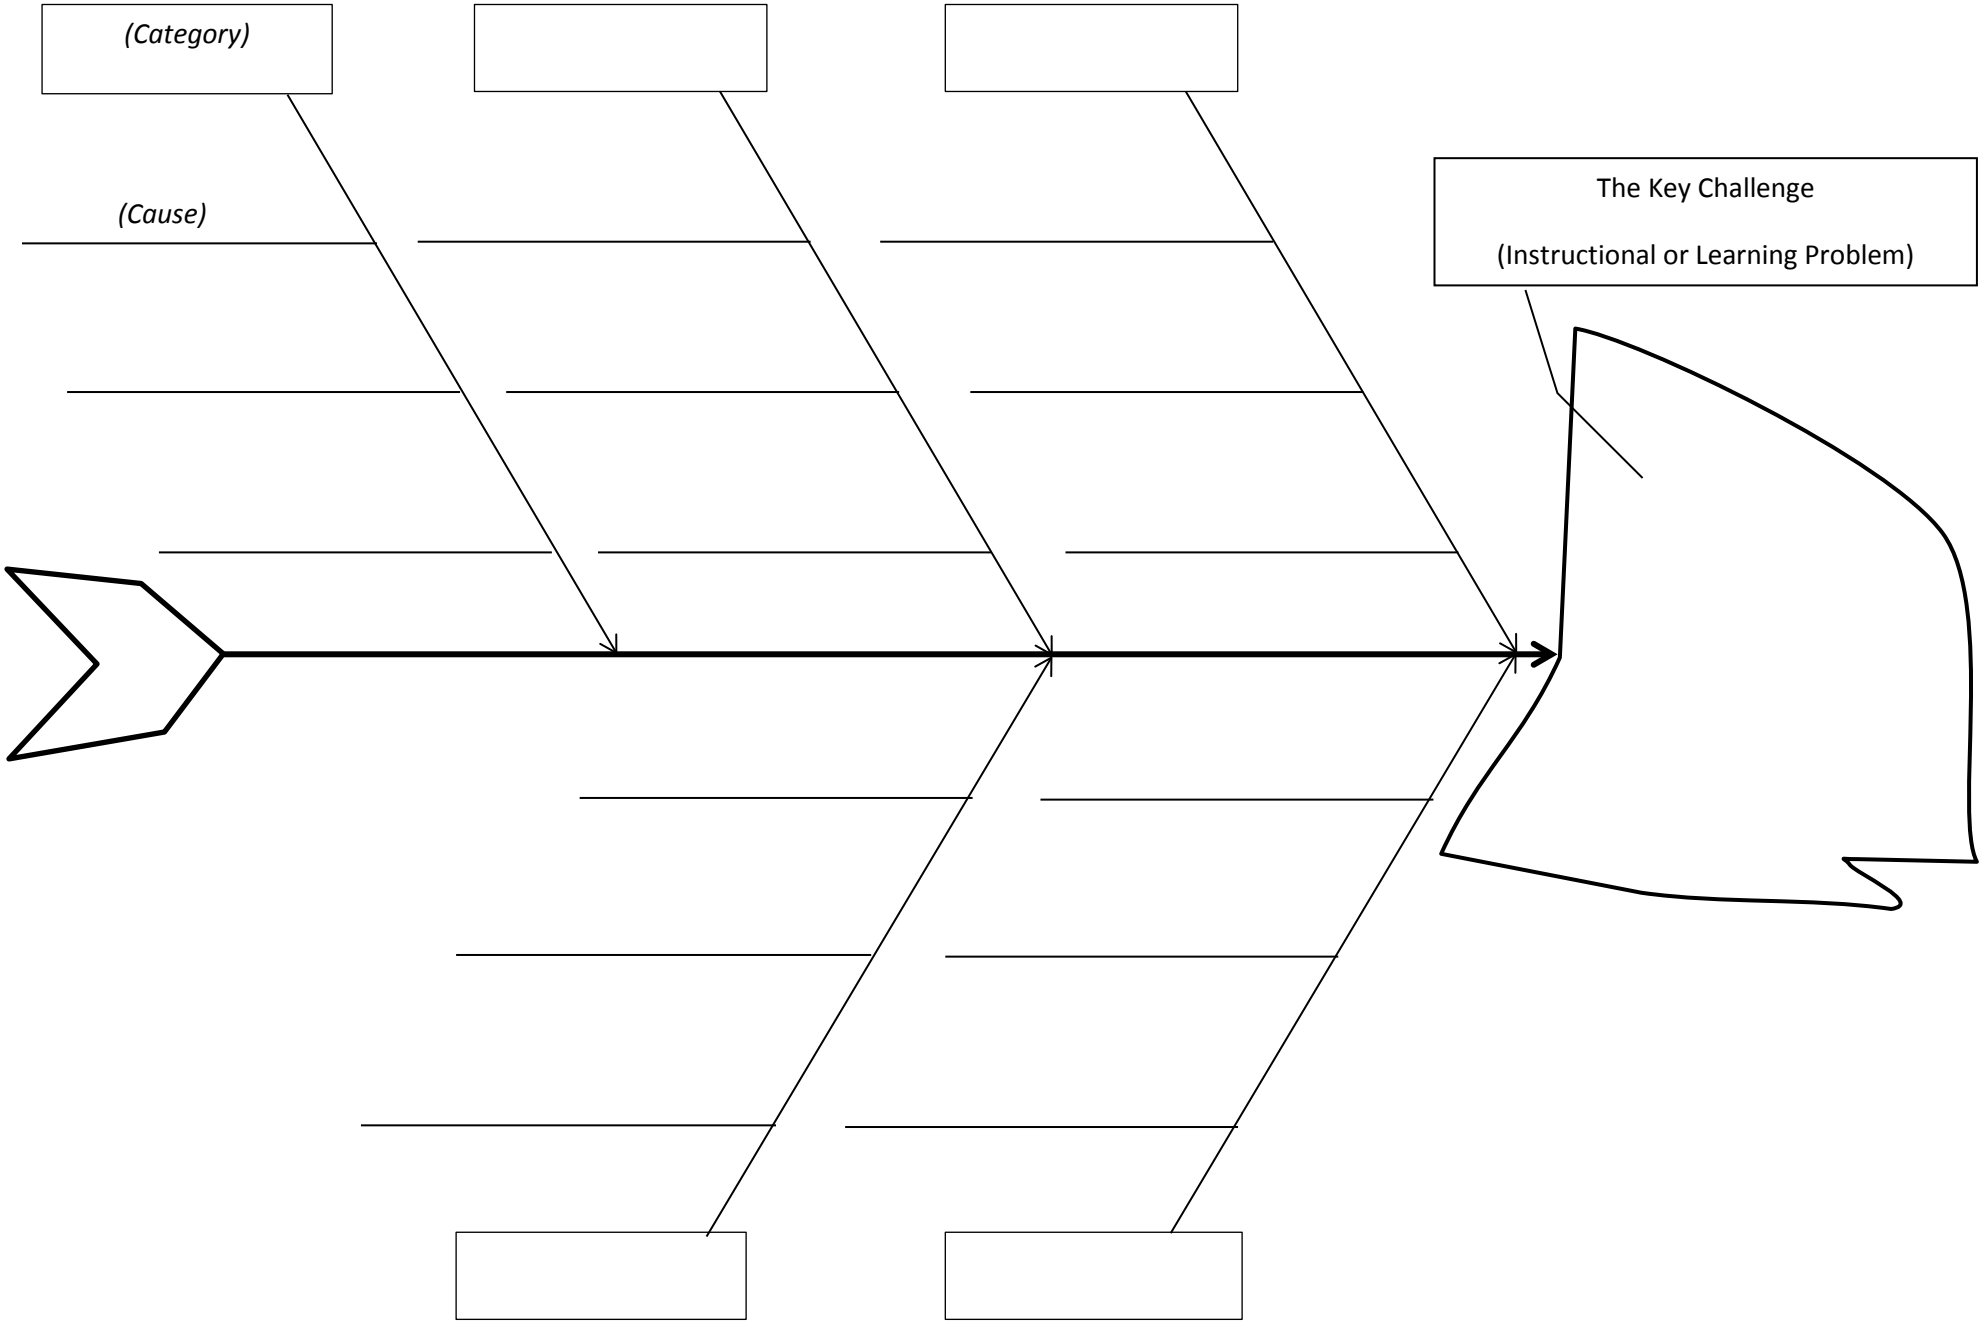 (Category)
The Key Challenge
(Cause)
(Instructional or Learning Problem)